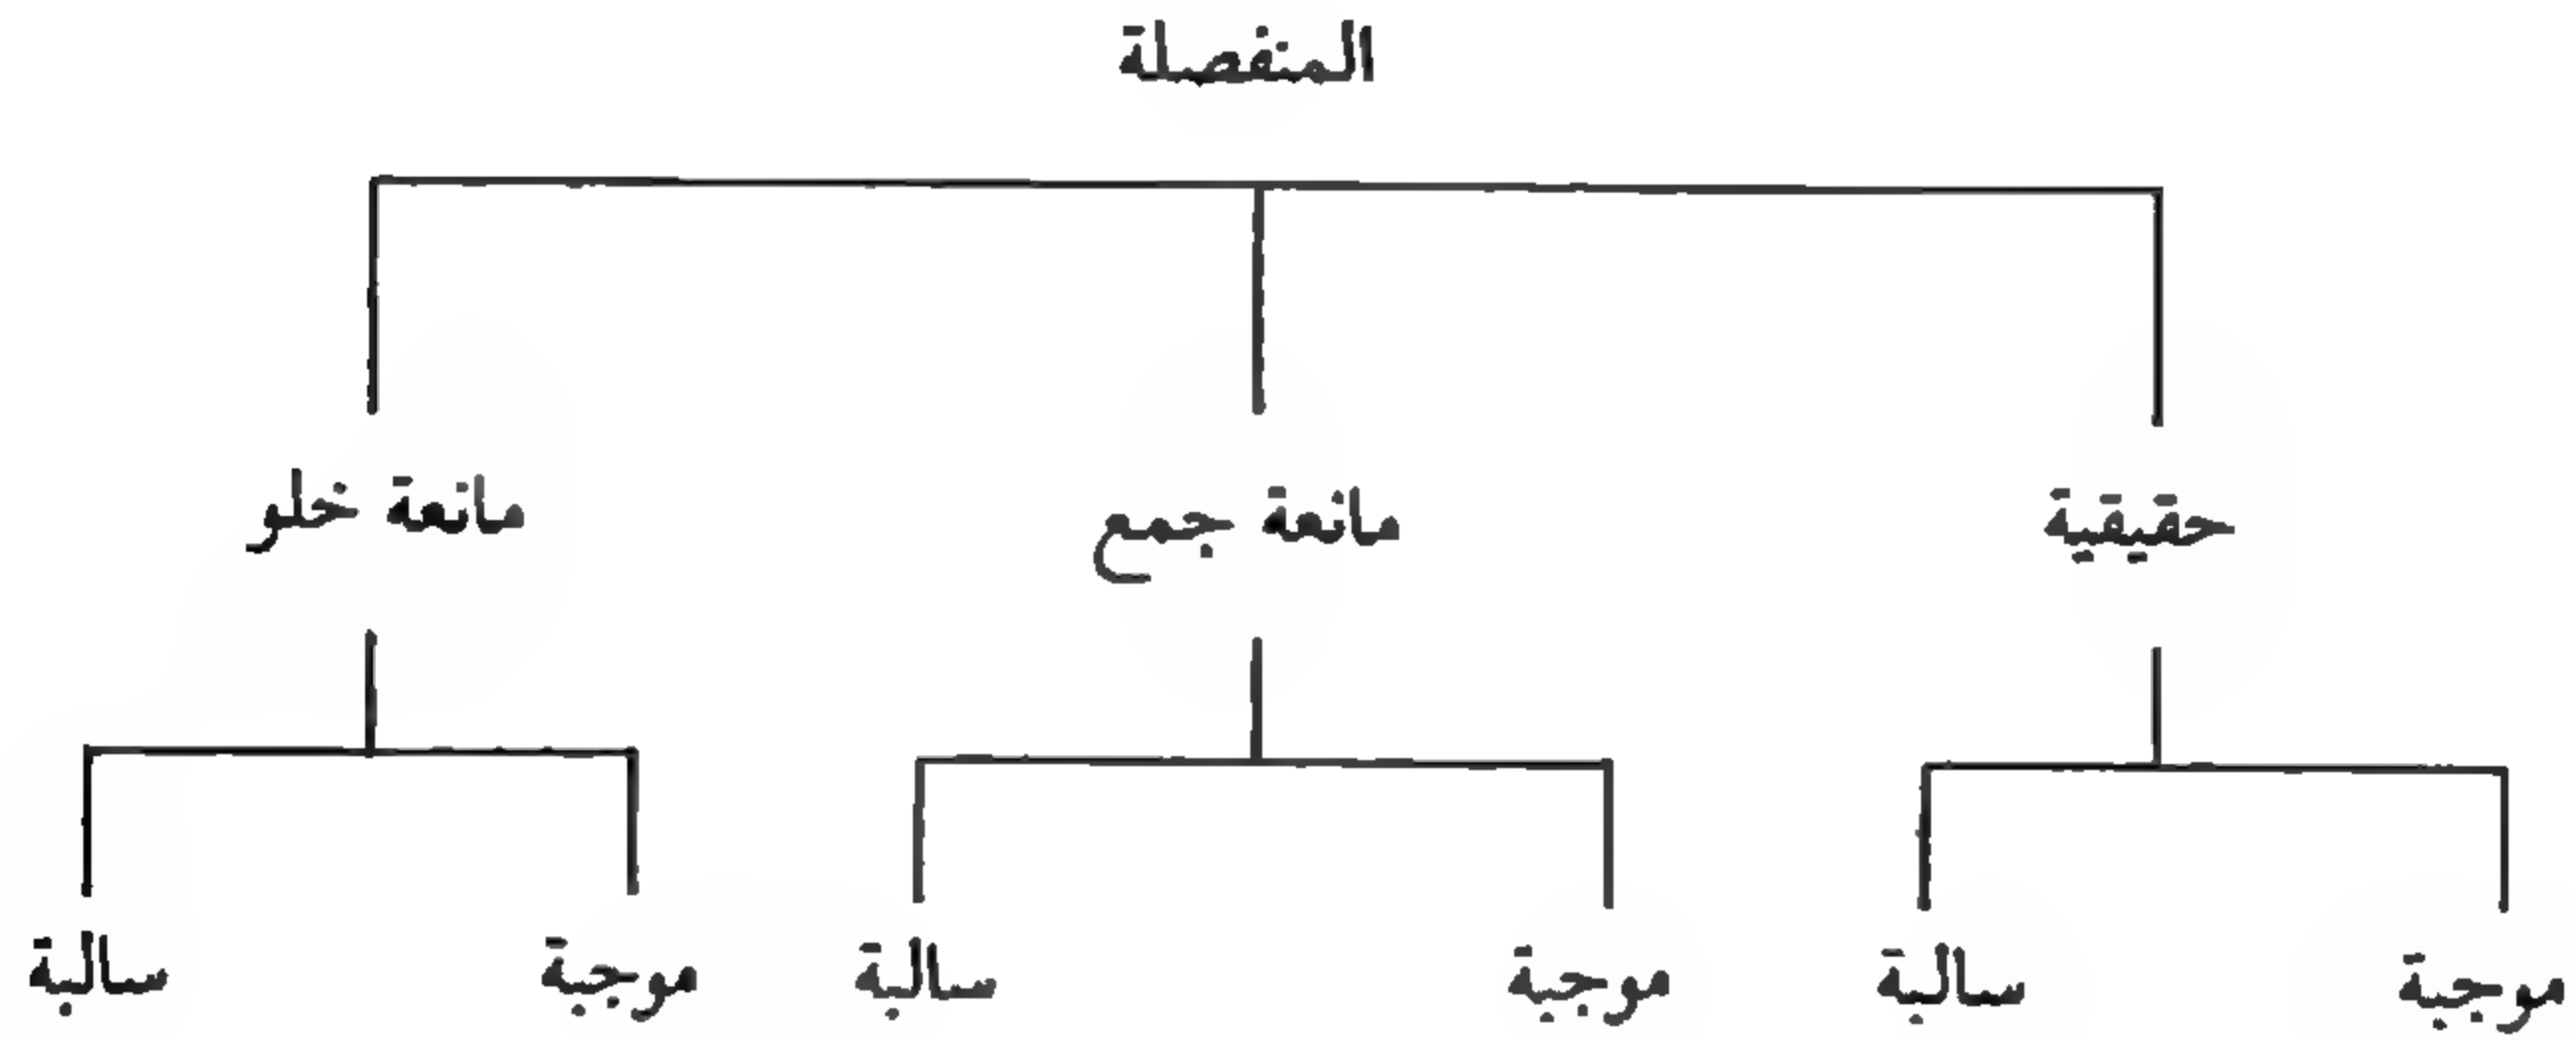 المنفصلة
حقيقية مانعة جمع مانعة خلو
موجبة سالبة موجبة سالبة موجبة سالبة